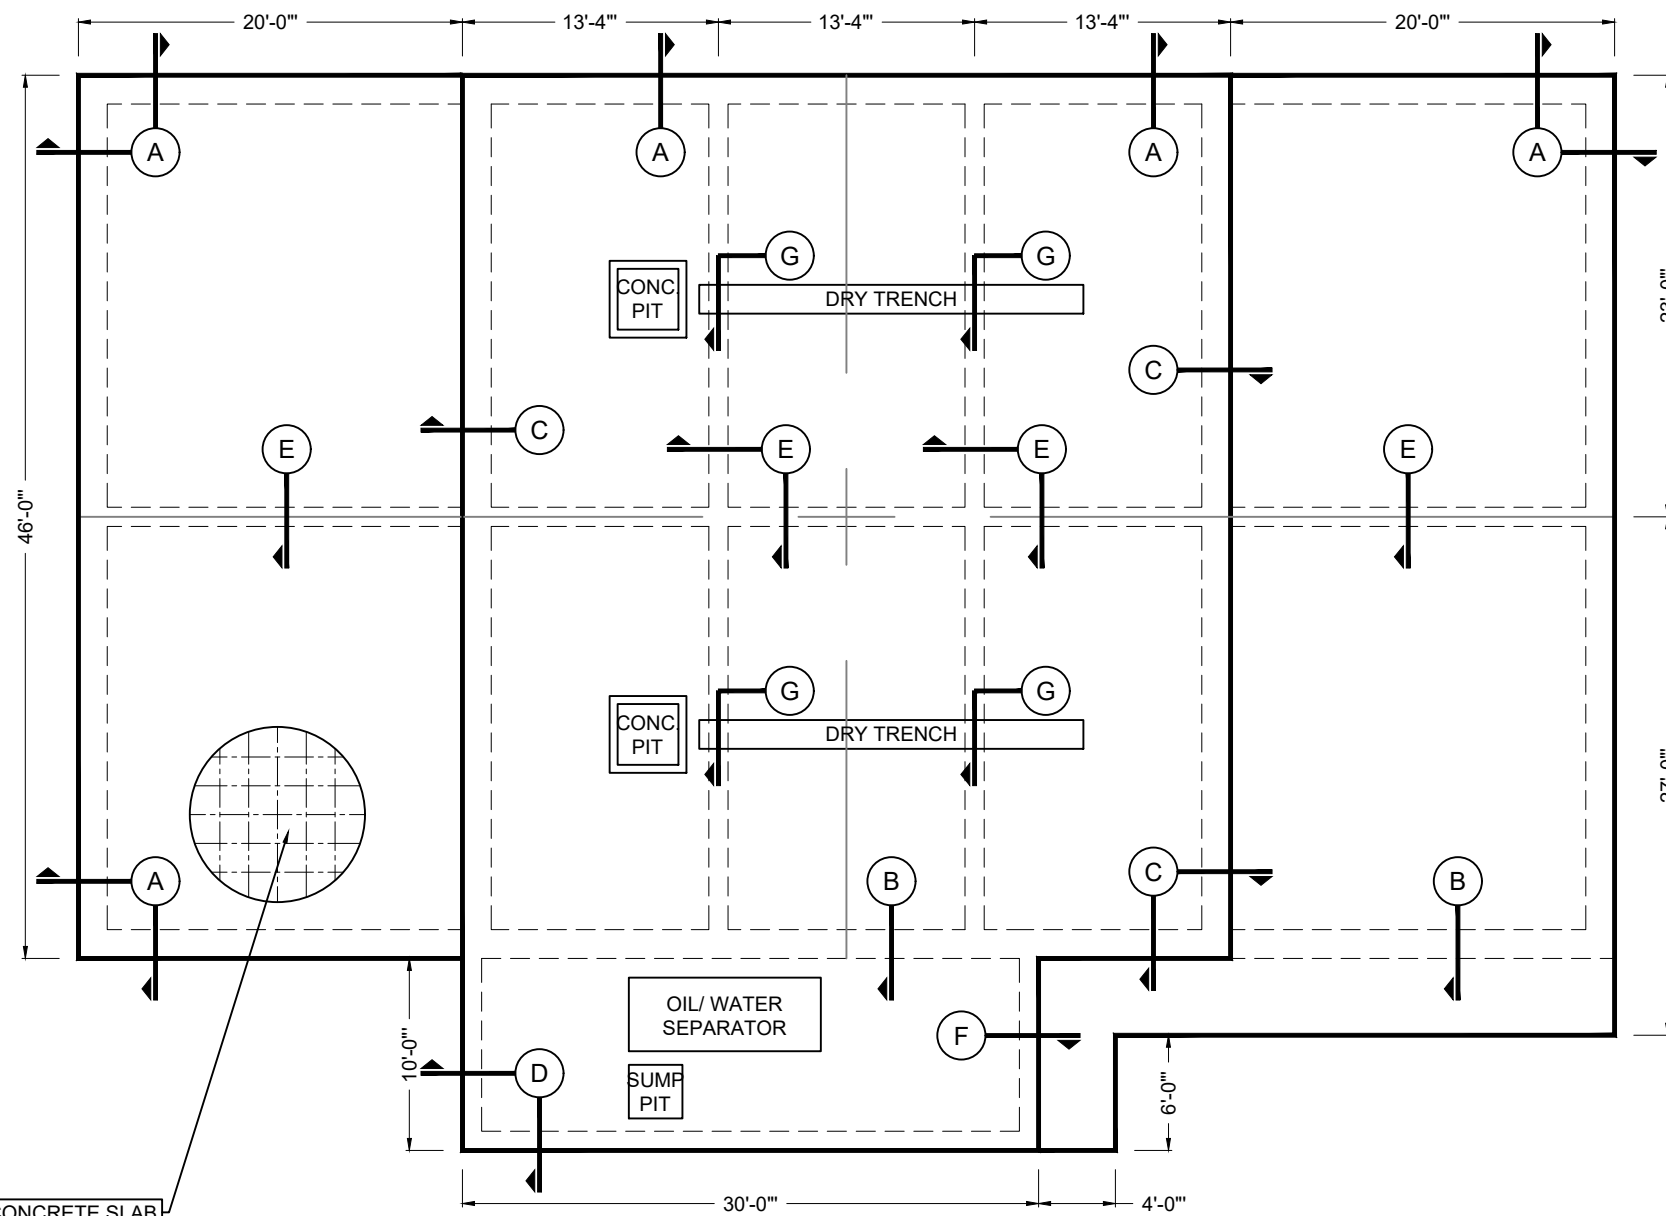 20'-0'"
13'-4'"
13'-4'"
13'-4'"
20'-0'"
A
A
A
A
G
G
CONC.
PIT
DRY TRENCH
C
C
E
E
E
E
46'-0'"
G
G
CONC.
PIT
DRY TRENCH
A
B
C
B
OIL/ WATER
SEPARATOR
F
10'-0'"
D
SUMP
PIT
6'-0'"
30'-0'"
4'-0'"
SLAB